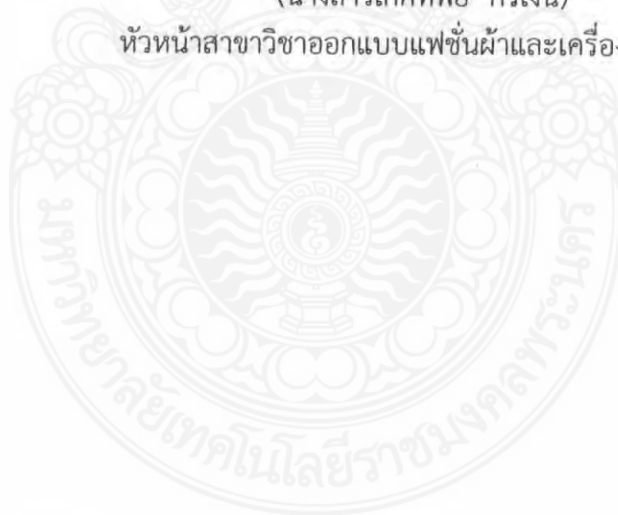 หัวหน้าสาขาวิชาออกแบบแฟชั่นผ้าและเครื่อง
มหาวิทยาลัยเทคโนโลยีราชมงคลพระนคร